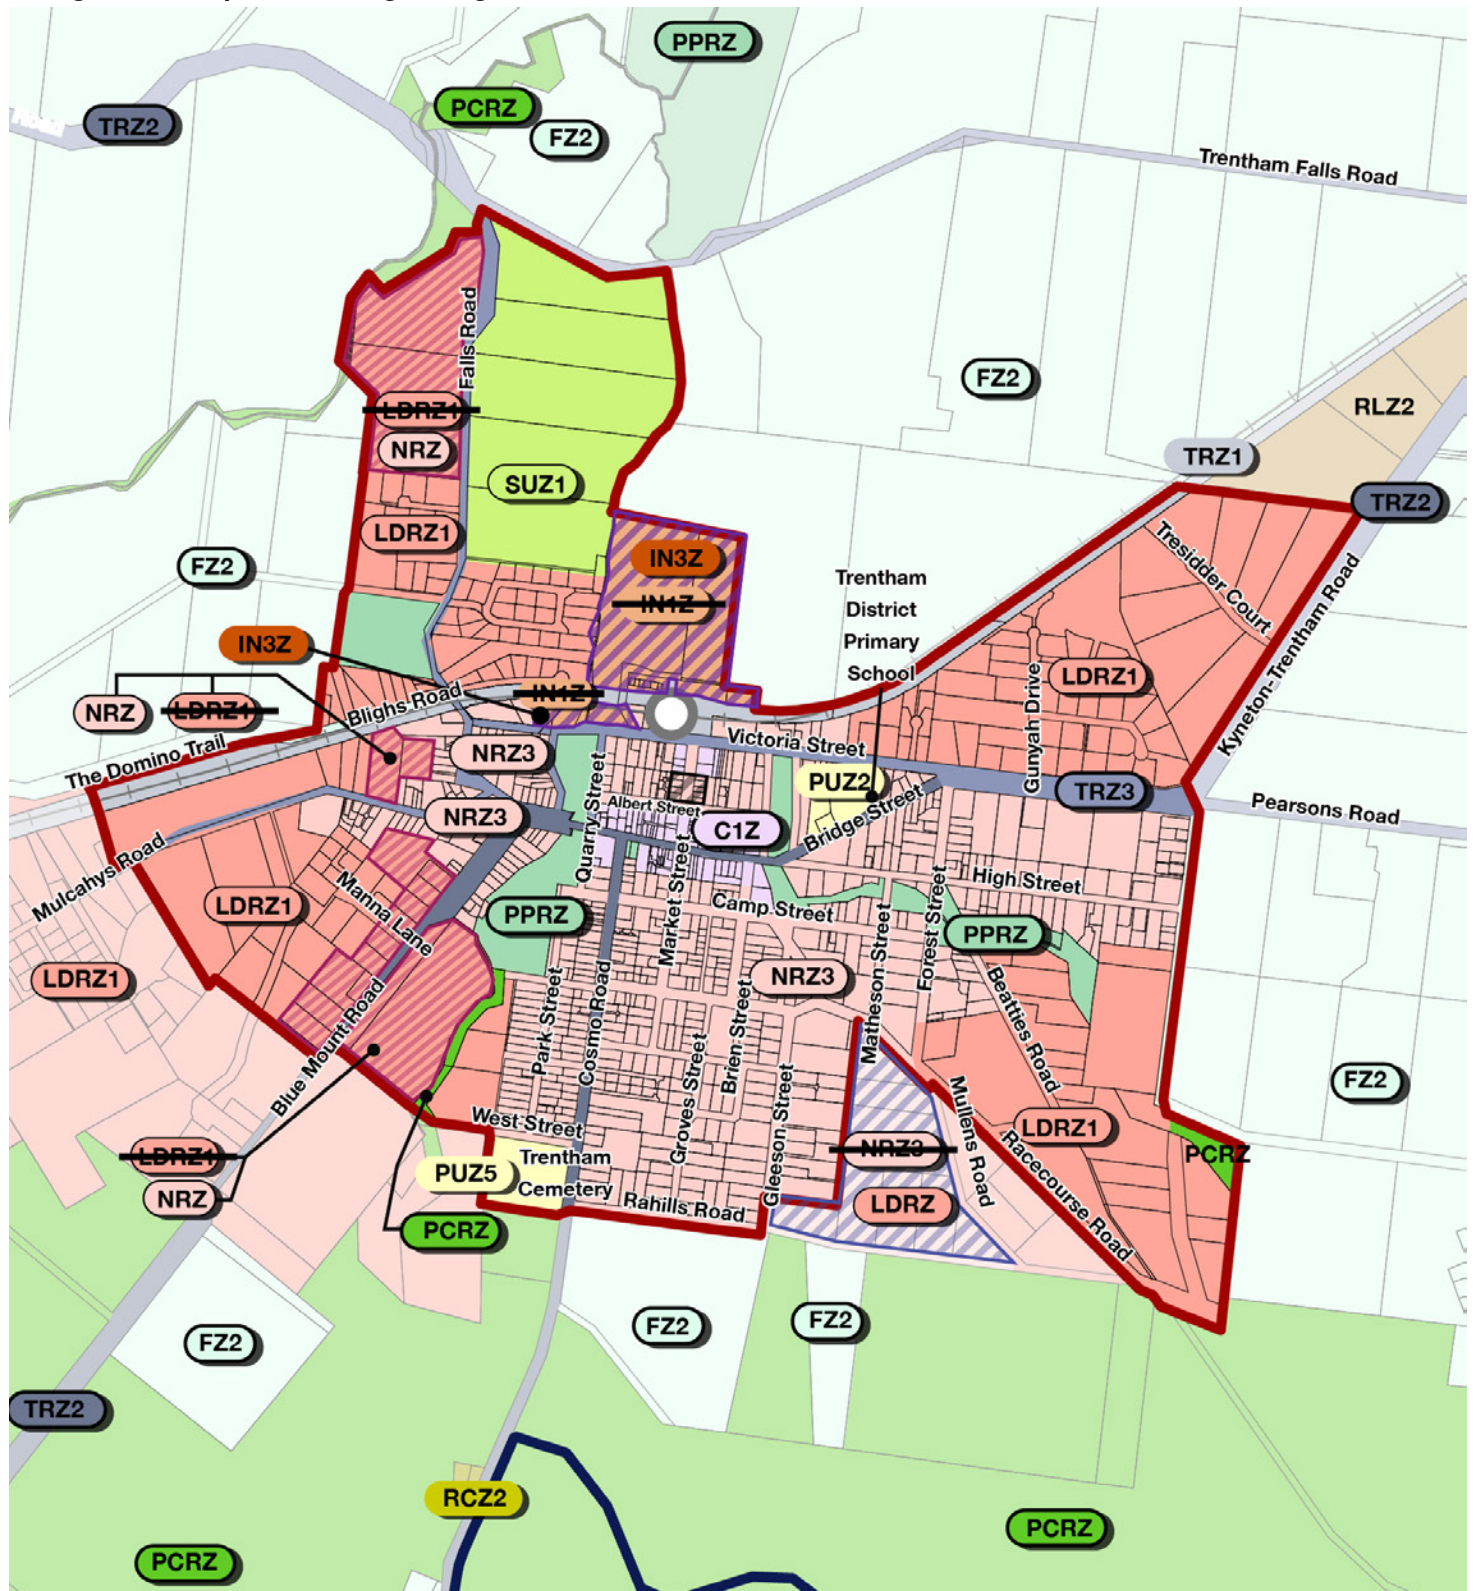 PPRZ
PCRZ
TRZ2
Road
FZ2
Trentham Falls Road
Falls Road
FZ2
RLZ2
LDRZ1
NRZ
TRZ1
SUZ1
TRZ2
LDRZ1
IN3Z
Tresidder Court
FZ2
Trentham
District
Primary
School
IN1Z
Kyneton-Trentham Road
IN3Z
LDRZ1
Gunyah Drive
IN1Z
Blighs Road
NRZ
LDRZ1
The Domino Trail
NRZ3
Victoria Street
PUZ2
TRZ3
Quarry Street
Albert Street
Pearsons Road
NRZ3
C1Z
Bridge Street
Mulcahys Road
Market Street
High Street
LDRZ1
Manna Lane
PPRZ
Camp Street
Matheson Street
Forest Street
PPRZ
LDRZ1
NRZ3
Beatties Road
Park Street
Cosmo Road
Brien Street
Groves Street
Blue Mount Road
FZ2
Gleeson Street
Mullens Road
West Street
LDRZ1
Racecourse Road
LDRZ1
NRZ3
PCRZ
Trentham
Cemetery
PUZ5
NRZ
Rahills Road
LDRZ
PCRZ
FZ2
FZ2
FZ2
TRZ2
RCZ2
PCRZ
PCRZ